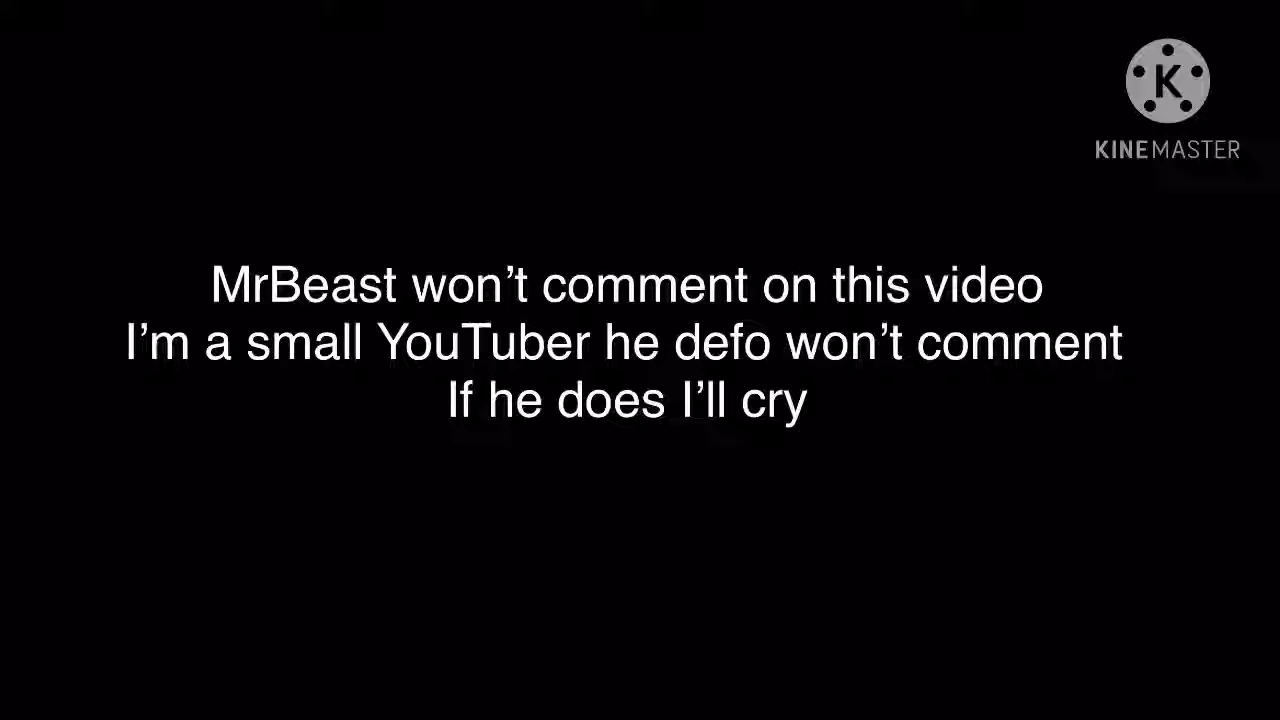 K
KINEMASTER
MrBeast won’t comment on this video
I’m a small YouTuber he defo won’t comment
If he does I’ll cry